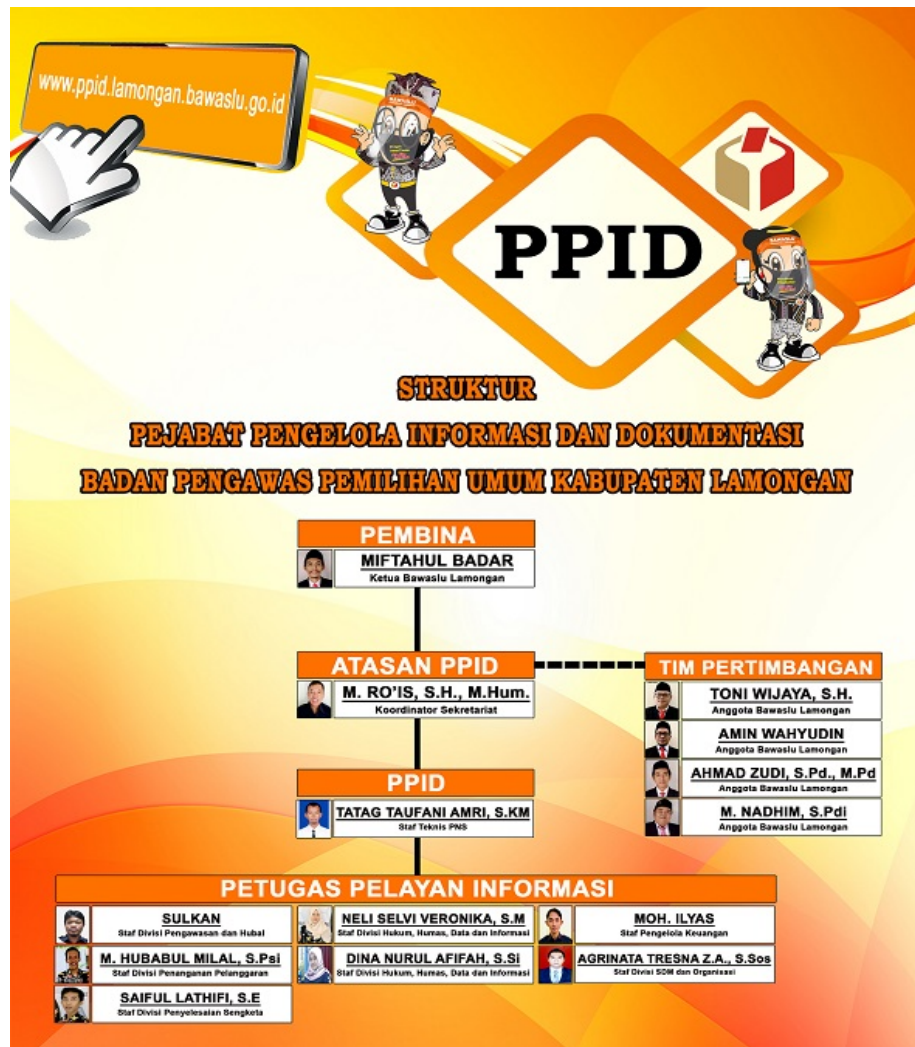 www.ppid.lamongan.bawaslu.go.id
PPID
STRUKTUR
PEJABAT PENGELOLA INFORMASI DAN DOKUMENTASI
BADAN PENGAWAS PEMILIHAN UMUM KABUPATEN LAMONGAN
PEMBINA
MIFTAHUL BADAR
Ketua Bawaslu Lamongan
ATASAN PPID
M. RO'IS, S.H., M.Hum.
Koordinator Sekretariat
TIM PERTIMBANGAN
TONI WIJAYA, S.H.
Anggota Bawaslu Lamongan
AMIN WAHYUDIN
Anggota Bawaslu Lamongan
AHMAD ZUDI, S.Pd., M.Pd
Anggota Bawaslu Lamongan
M. NADHIM, S.Pdi
Anggota Bawaslu Lamongan
PPID
TATAG TAUFANI AMRI, S.KM
Staf Teknis PNS
PETUGAS PELAYAN INFORMASI
SULKAN
Staf Divisi Pengawasan dan Hubal
M. HUBABUL MILAL, S.Psi
Staf Divisi Penanganan Pelanggaran
SAIFUL LATHIFI, S.E
Staf Divisi Penyelesaian Sengketa
NELI SELVI VERONIKA, S.M
Staf Divisi Hukum, Humas, Data dan Informasi
DINA NURUL AFIFAH, S.Si
Staf Divisi Hukum, Humas, Data dan Informasi
MOH. ILYAS
Staf Pengelola Keuangan
AGRINATA TRESNA Z.A., S.Sos
Staf Divisi SDM dan Organisasi